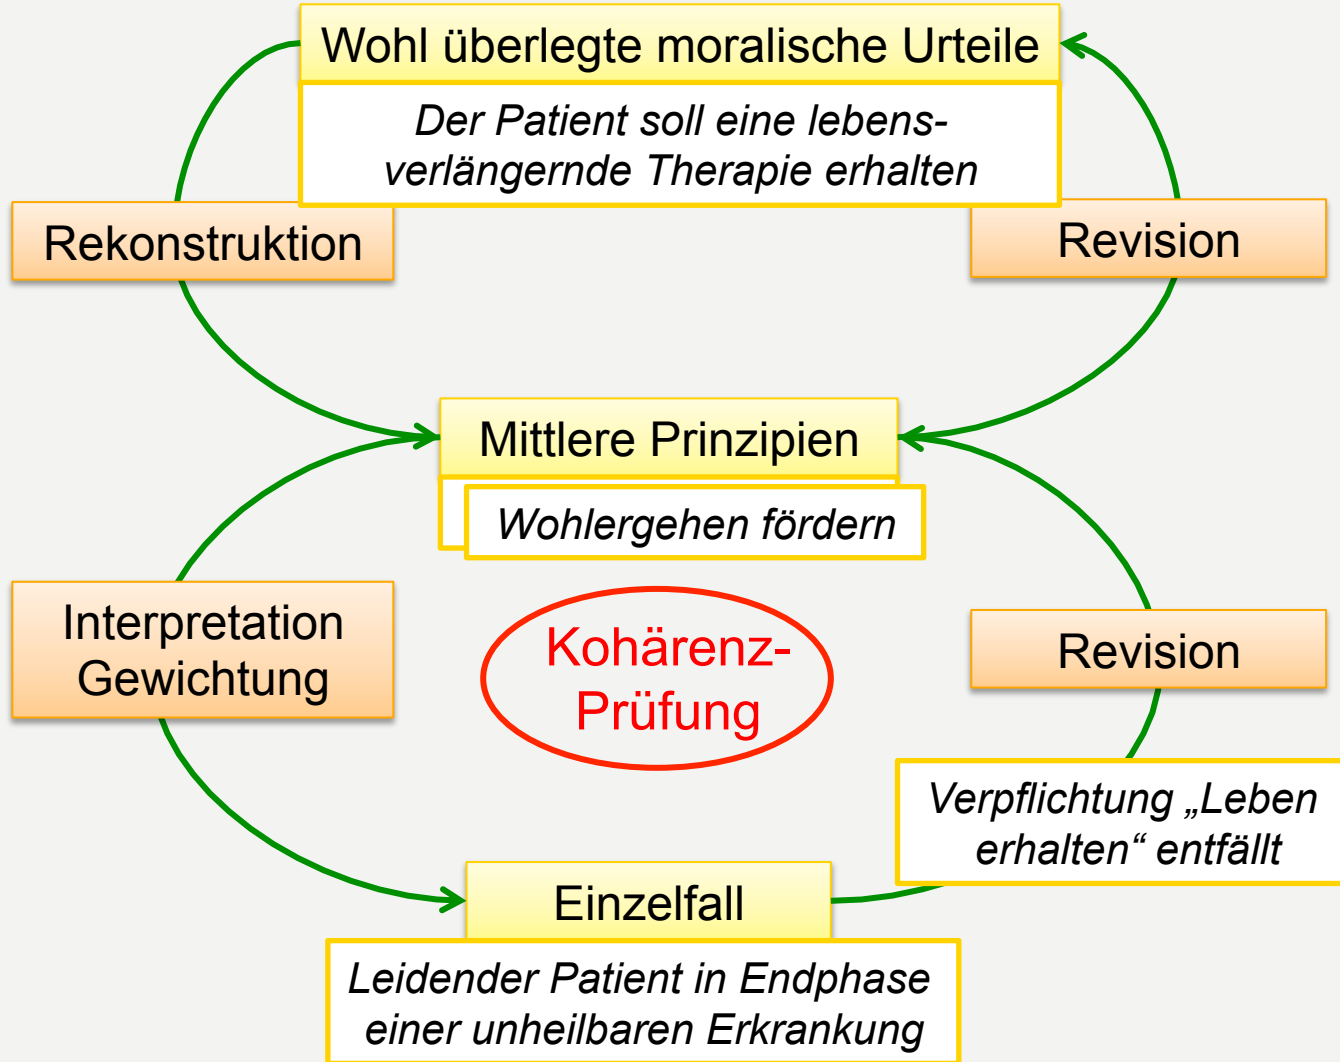 Wohl überlegte moralische Urteile
Der Patient soll eine lebens-
verlängernde Therapie erhalten
Rekonstruktion
Revision
Mittlere Prinzipien
Wohlergehen fördern
Interpretation
Gewichtung
Kohärenz-
Prüfung
Revision
Verpflichtung „Leben
erhalten“ entfällt
Einzelfall
Leidender Patient in Endphase
einer unheilbaren Erkrankung